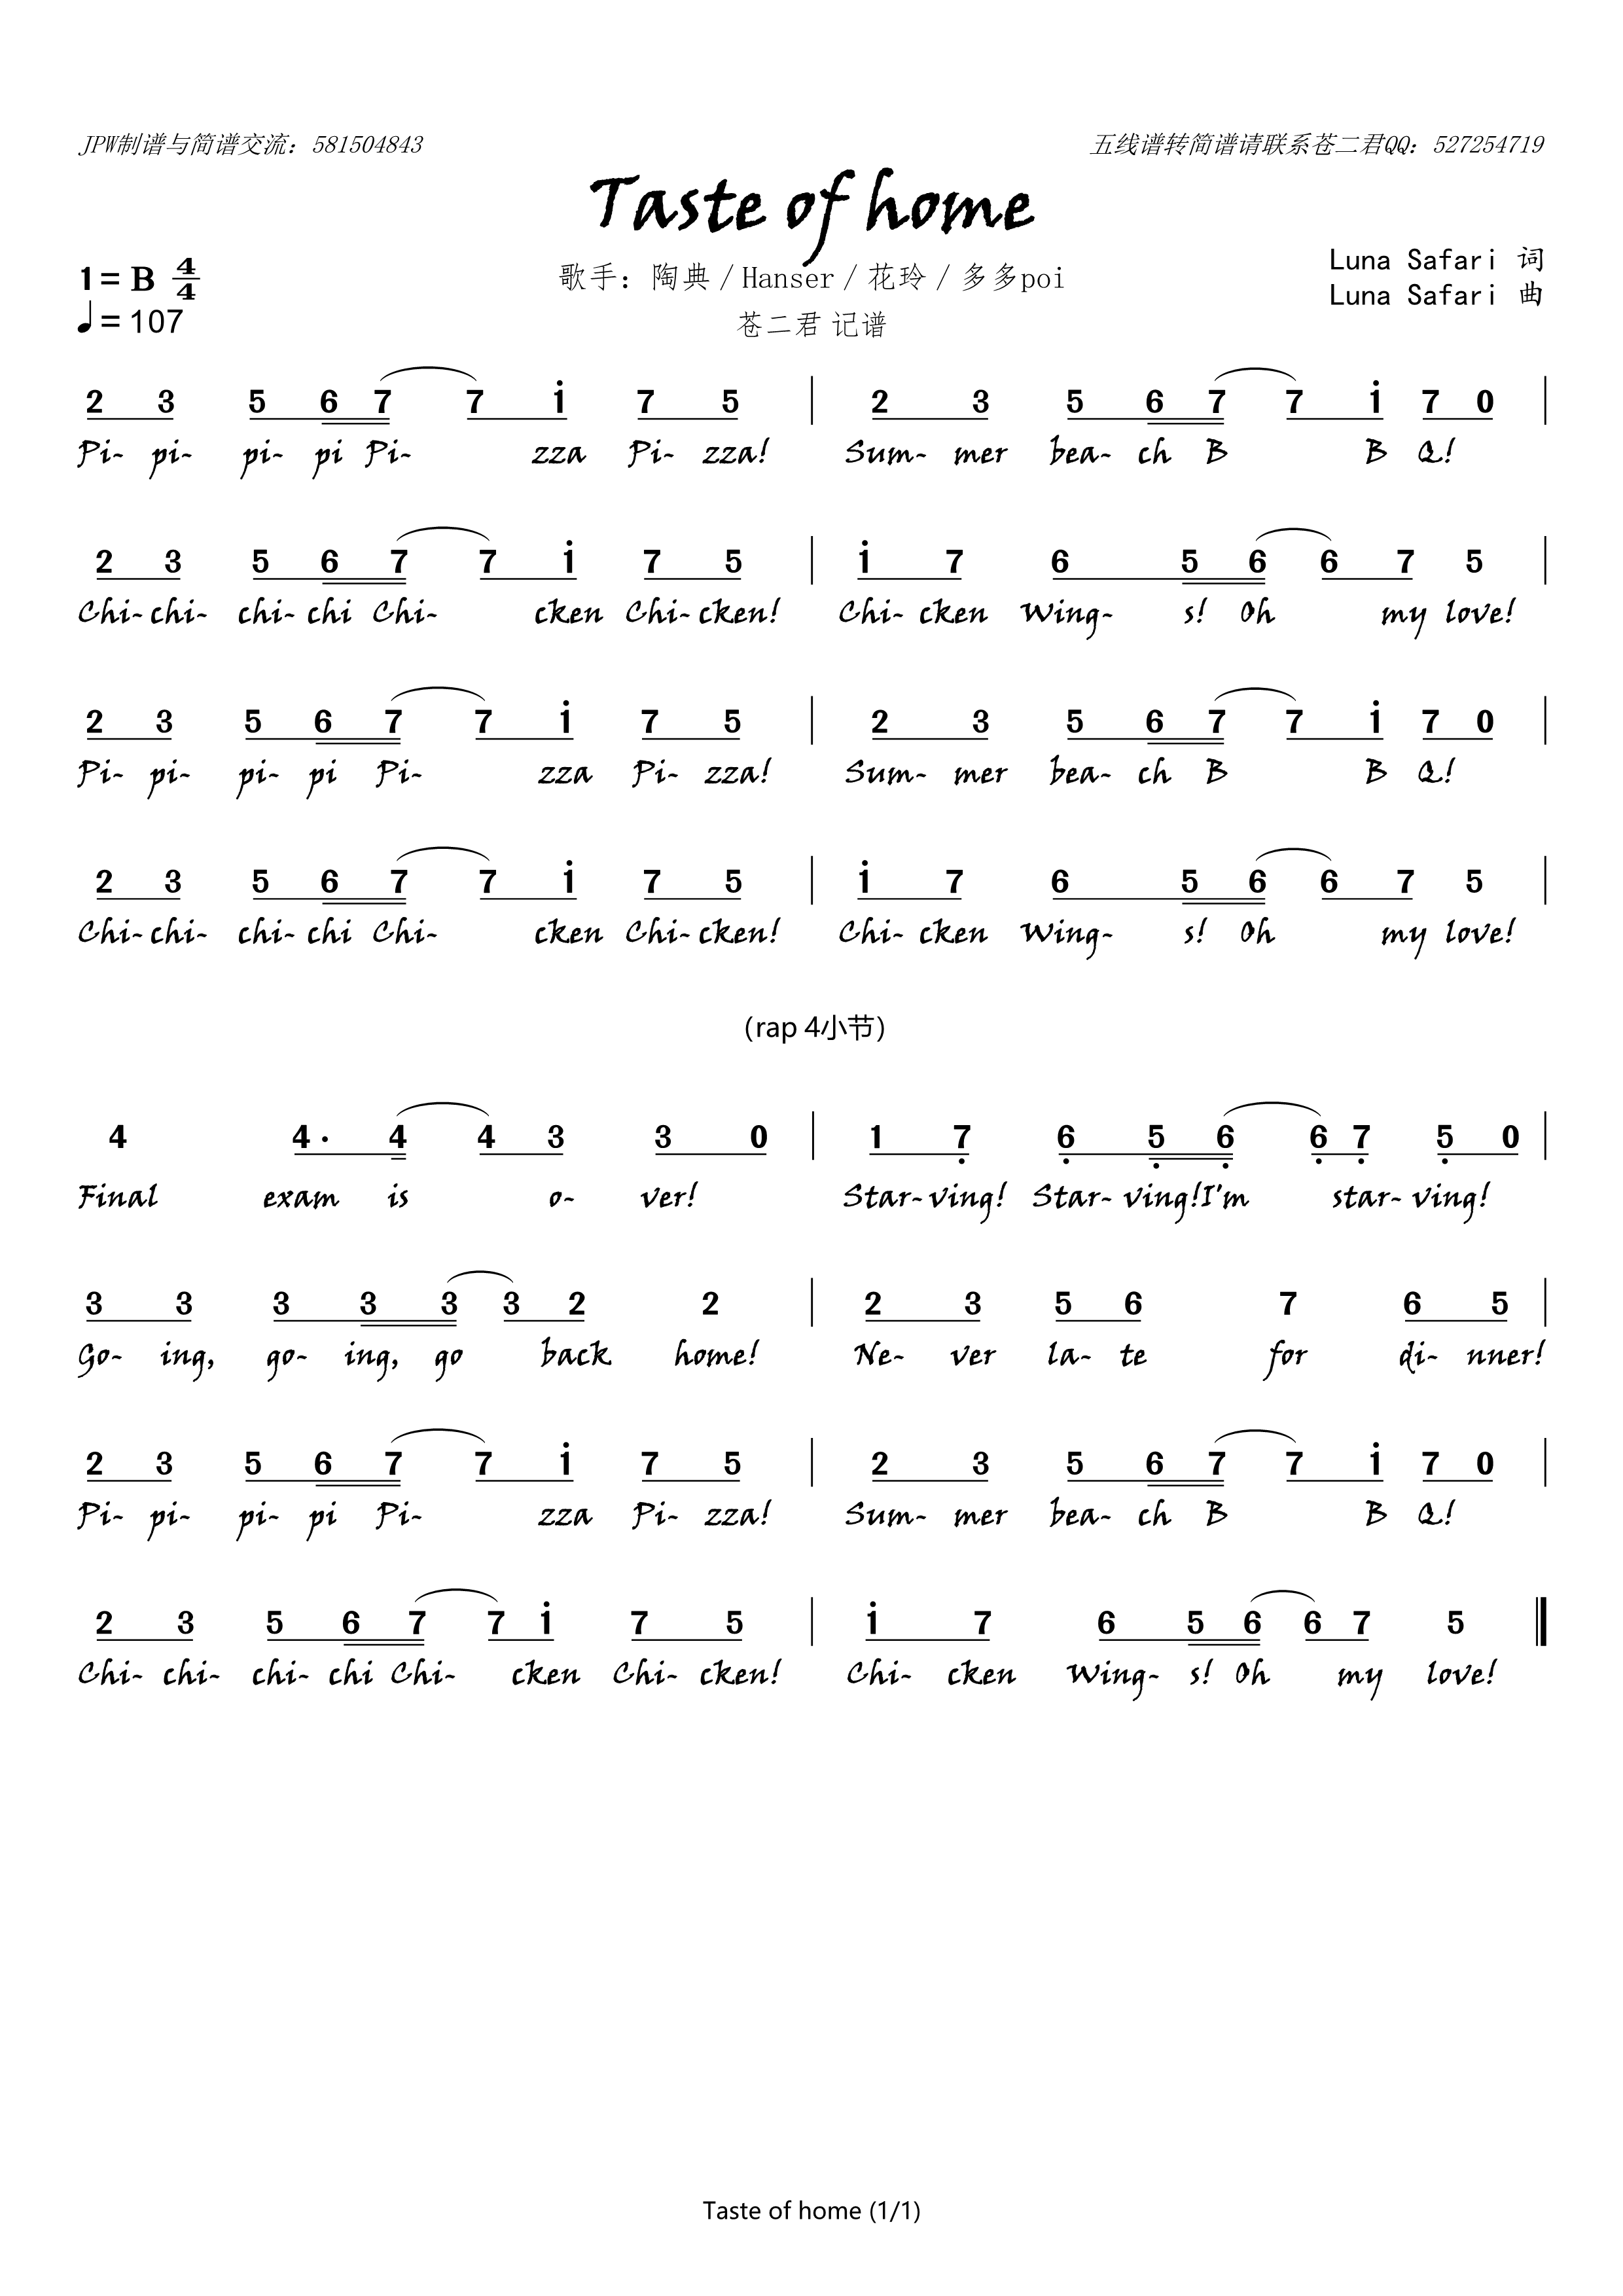 JPW制谱与简谱交流：581504843
五线谱转简谱请联系苍二君QQ：527254719
Taste of home
1= B 4/4
♩= 107
歌手：陶典 / Hanser / 花玲 / 多多poi
苍二君 记谱
Luna Safari 词
Luna Safari 曲
2 3 5 6 7 7 i 7 5 | 2 3 5 6 7 7 i 7 0 |
Pi- pi- pi- pi Pi- zza Pi- zza! Sum- mer bea- ch B B Q!
2 3 5 6 7 7 i 7 5 | i 7 6 5 6 6 7 5 |
Chi- chi- chi- chi Chi- cken Chi- cken! Chi- cken Wing- s! Oh my love!
2 3 5 6 7 7 i 7 5 | 2 3 5 6 7 7 i 7 0 |
Pi- pi- pi- pi Pi- zza Pi- zza! Sum- mer bea- ch B B Q!
2 3 5 6 7 7 i 7 5 | i 7 6 5 6 6 7 5 |
Chi- chi- chi- chi Chi- cken Chi- cken! Chi- cken Wing- s! Oh my love!
(rap 4小节)
4 4· 4 4 3 3 0 | 1 7̣ 6̣ 5̣ 6̣ 6̣ 7̣ 5̣ 0 |
Final exam is o- ver! Star- ving! Star- ving! I'm star- ving!
3 3 3 3 3 3 2 2 | 2 3 5 6 7 6 5 |
Go- ing, go- ing, go back home! Ne- ver la- te for di- nner!
2 3 5 6 7 7 i 7 5 | 2 3 5 6 7 7 i 7 0 |
Pi- pi- pi- pi Pi- zza Pi- zza! Sum- mer bea- ch B B Q!
2 3 5 6 7 7 i 7 5 | i 7 6 5 6 6 7 5 ‖
Chi- chi- chi- chi Chi- cken Chi- cken! Chi- cken Wing- s! Oh my love!
Taste of home (1/1)